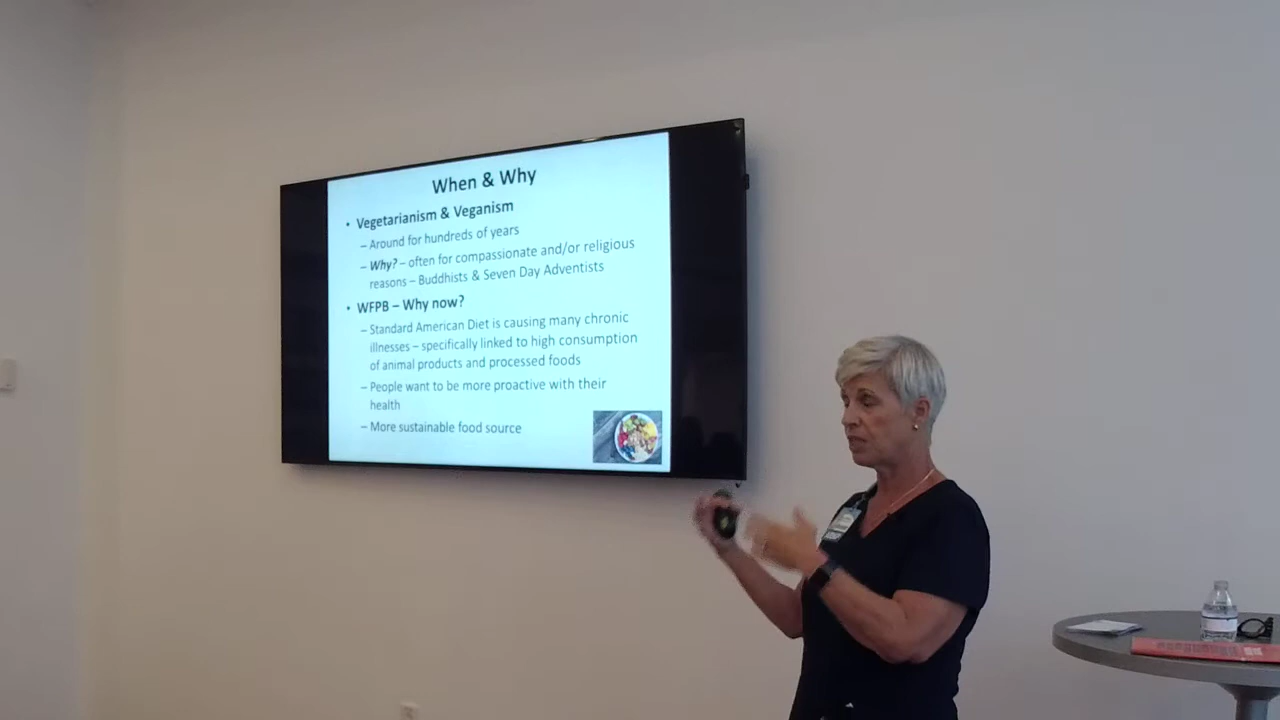 When & Why
• Vegetarianism & Veganism
– Around for hundreds of years
– Why? – often for compassionate and/or religious
reasons – Buddhists & Seven Day Adventists
• WFPB – Why now?
– Standard American Diet is causing many chronic
illnesses – specifically linked to high consumption
of animal products and processed foods
– People want to be more proactive with their
health
– More sustainable food source